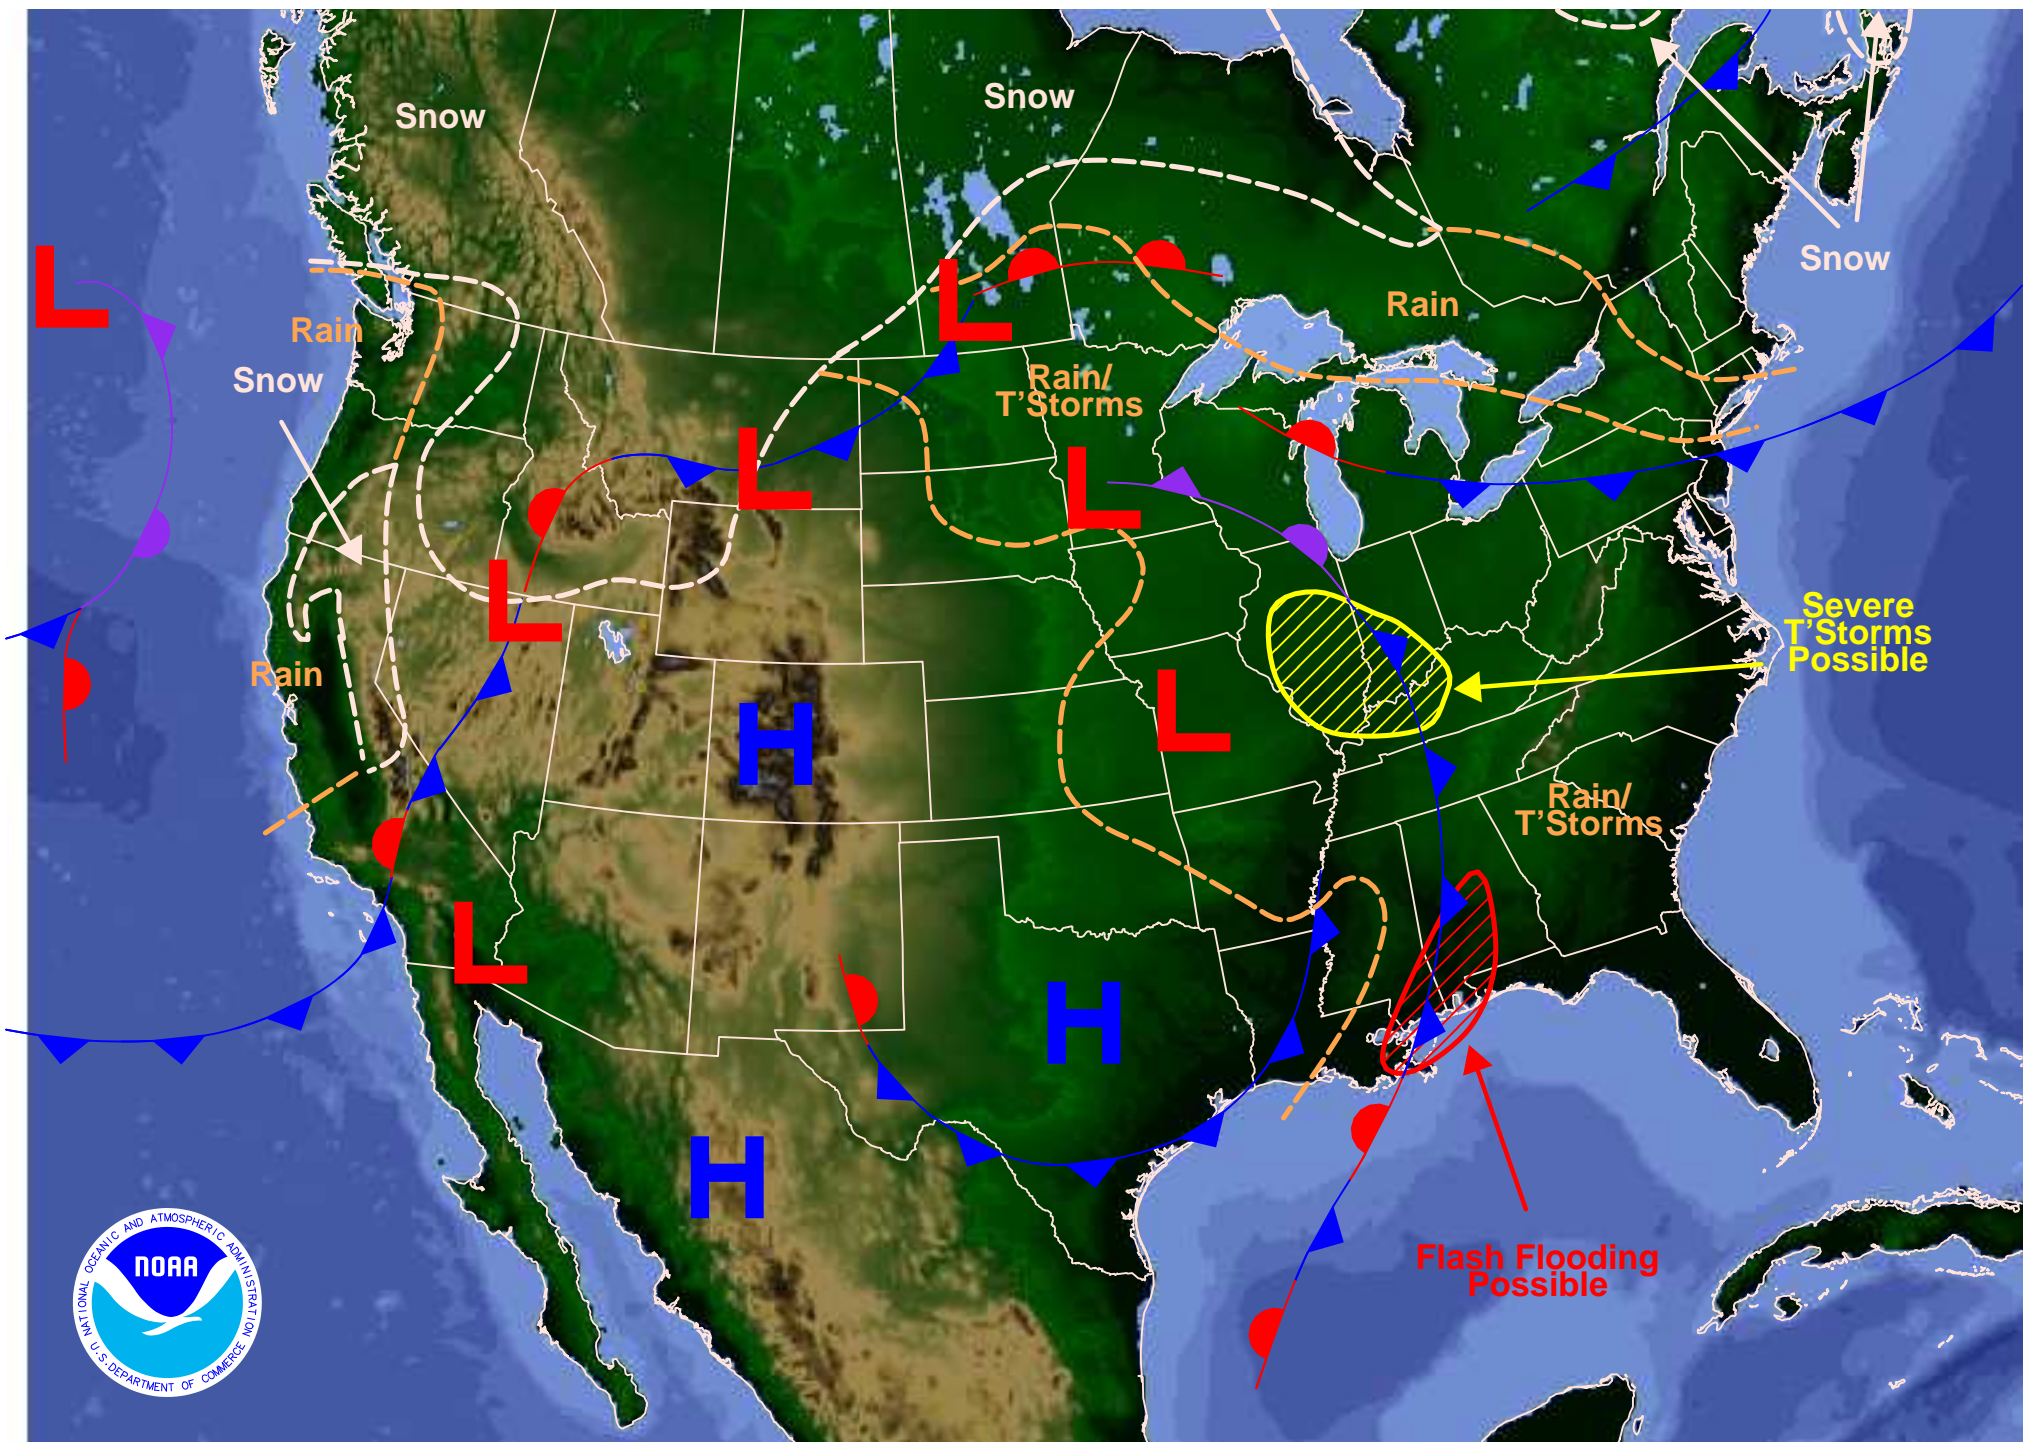 Snow
Snow
Snow
L
L
Rain
Rain
Snow
Rain/
T'Storms
L
L
L
Severe
T'Storms
Possible
Rain
L
H
Rain/
T'Storms
L
H
H
Flash Flooding
Possible
NATIONAL OCEANIC AND ATMOSPHERIC ADMINISTRATION
NOAA
U.S. DEPARTMENT OF COMMERCE